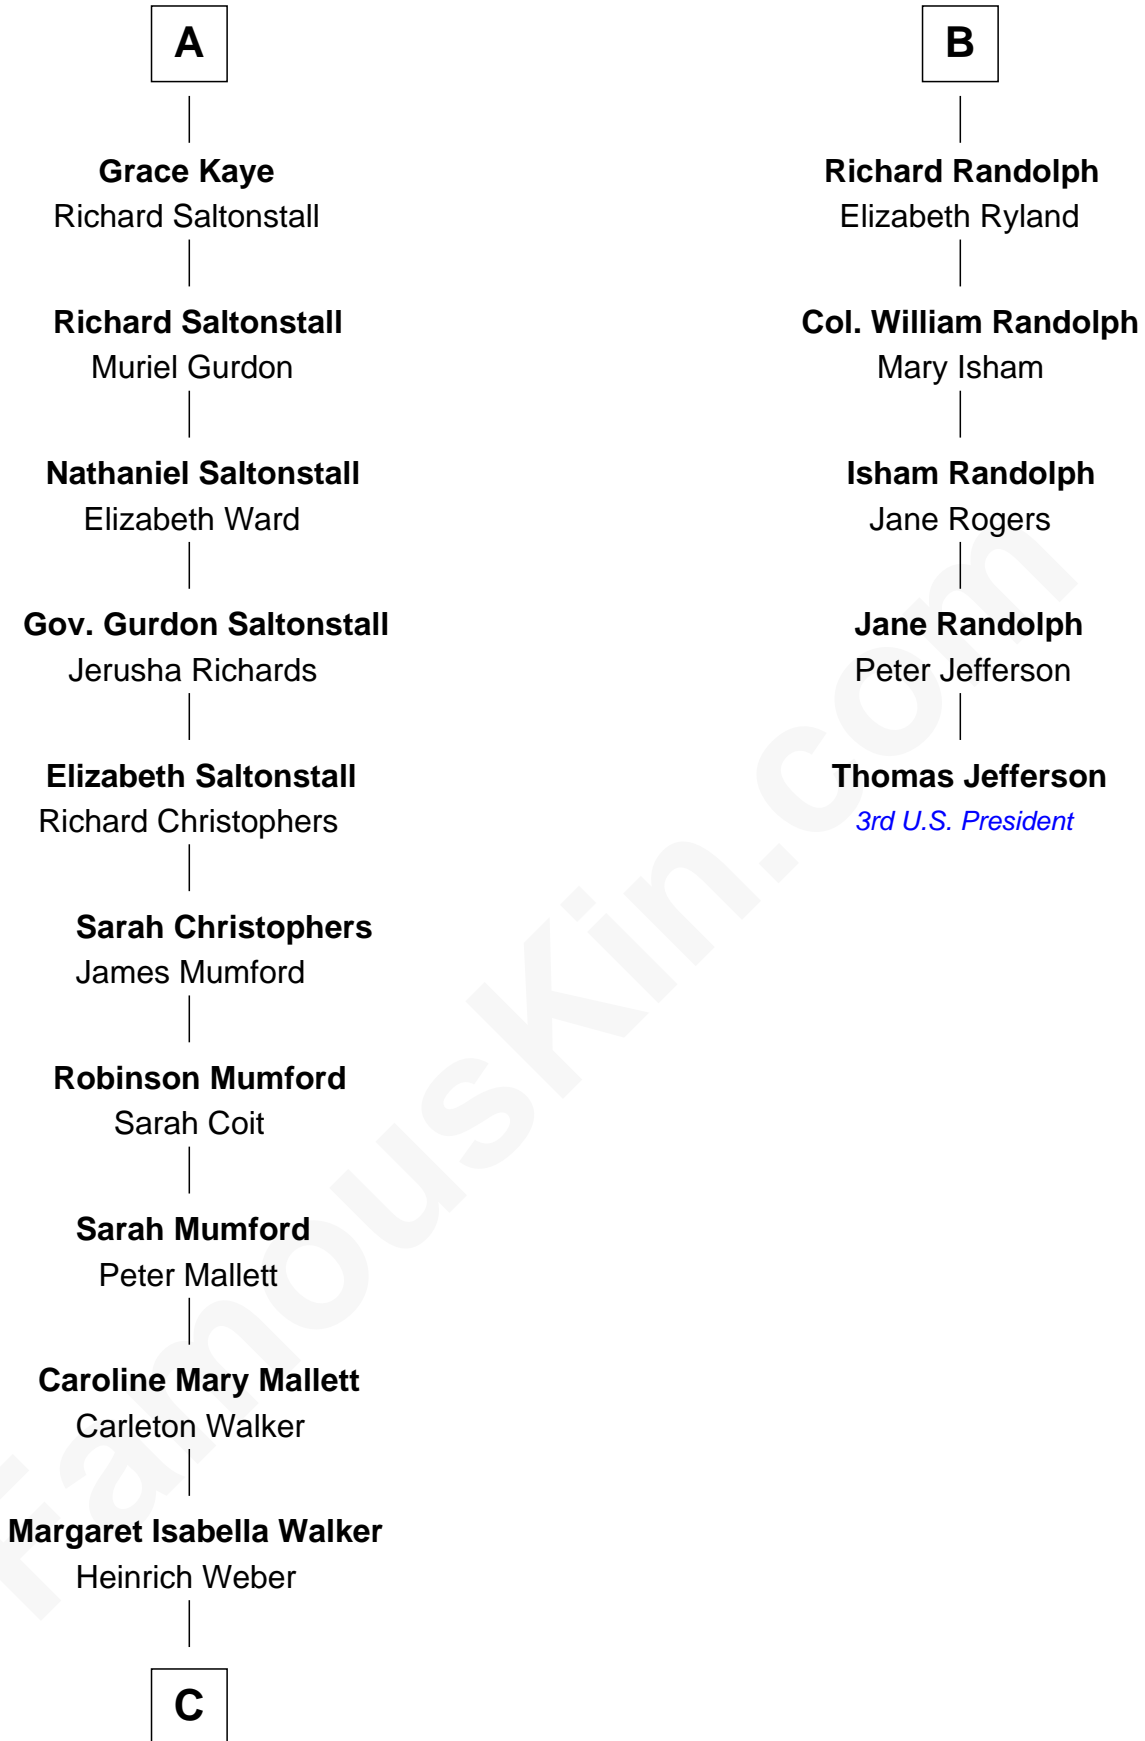 A
Grace Kaye
Richard Saltonstall
Richard Saltonstall
Muriel Gurdon
Nathaniel Saltonstall
Elizabeth Ward
Gov. Gurdon Saltonstall
Jerusha Richards
Elizabeth Saltonstall
Richard Christophers
Sarah Christophers
James Mumford
Robinson Mumford
Sarah Coit
Sarah Mumford
Peter Mallett
Caroline Mary Mallett
Carleton Walker
Margaret Isabella Walker
Heinrich Weber
C
B
Richard Randolph
Elizabeth Ryland
Col. William Randolph
Mary Isham
Isham Randolph
Jane Rogers
Jane Randolph
Peter Jefferson
Thomas Jefferson
3rd U.S. President
FamousKin.com